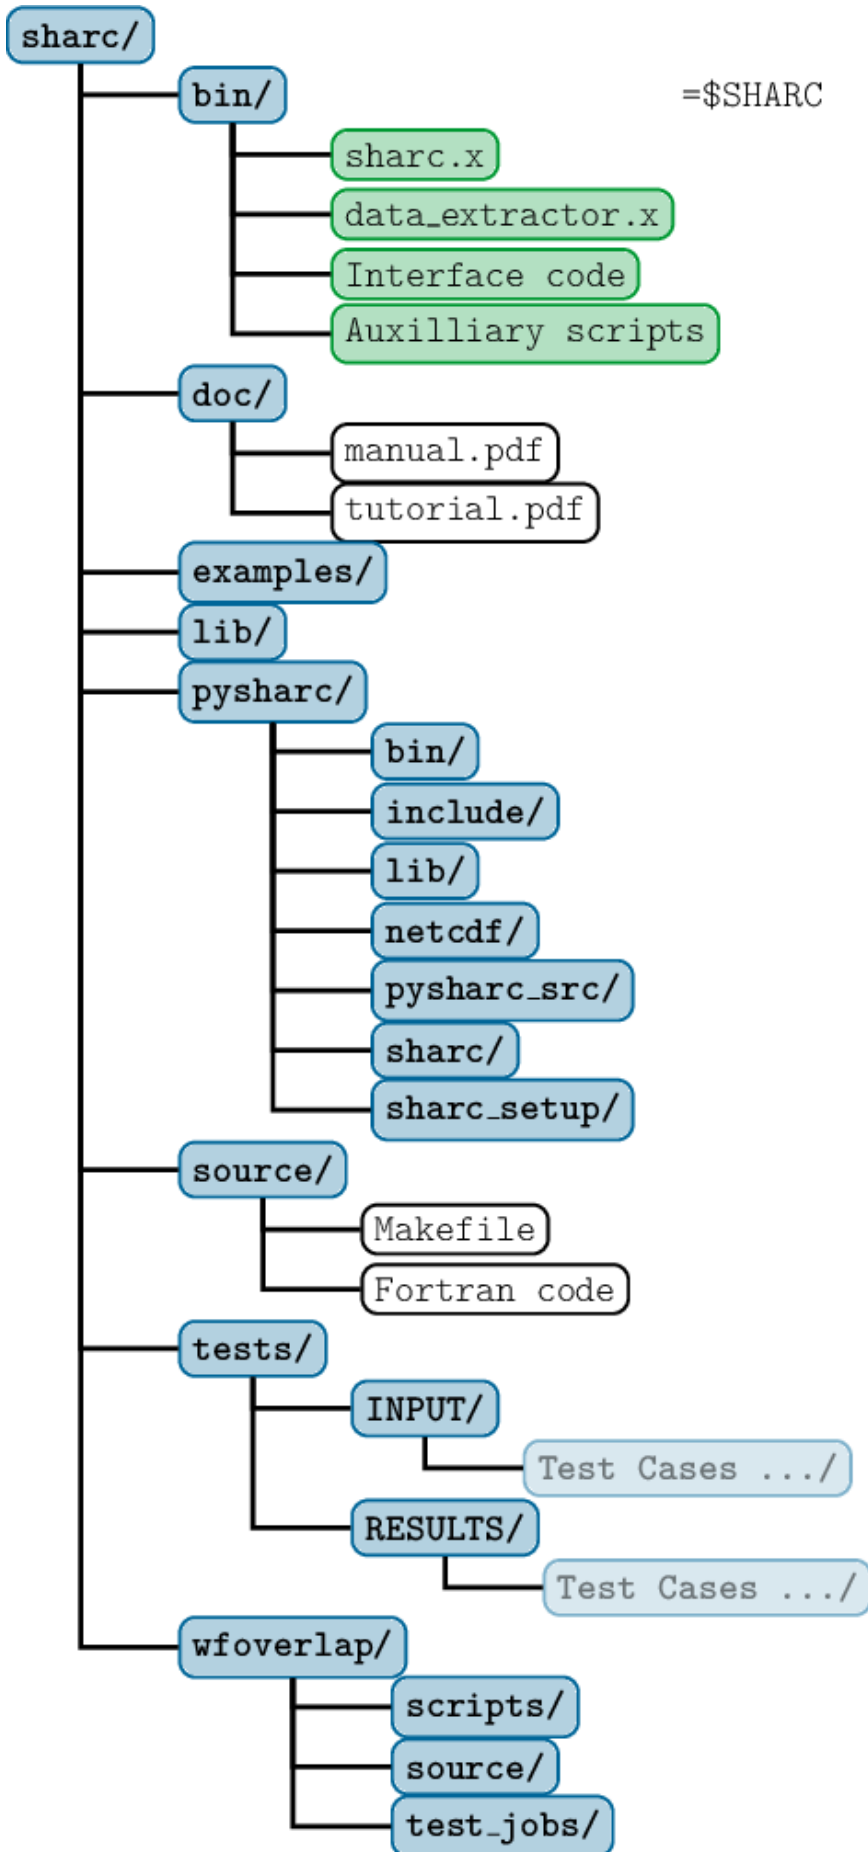 sharc/
bin/ =$SHARC
sharc.x
data_extractor.x
Interface code
Auxilliary scripts
doc/
manual.pdf
tutorial.pdf
examples/
lib/
pysharc/
bin/
include/
lib/
netcdf/
pysharc_src/
sharc/
sharc_setup/
source/
Makefile
Fortran code
tests/
INPUT/
Test Cases .../
RESULTS/
Test Cases .../
wfoverlap/
scripts/
source/
test_jobs/